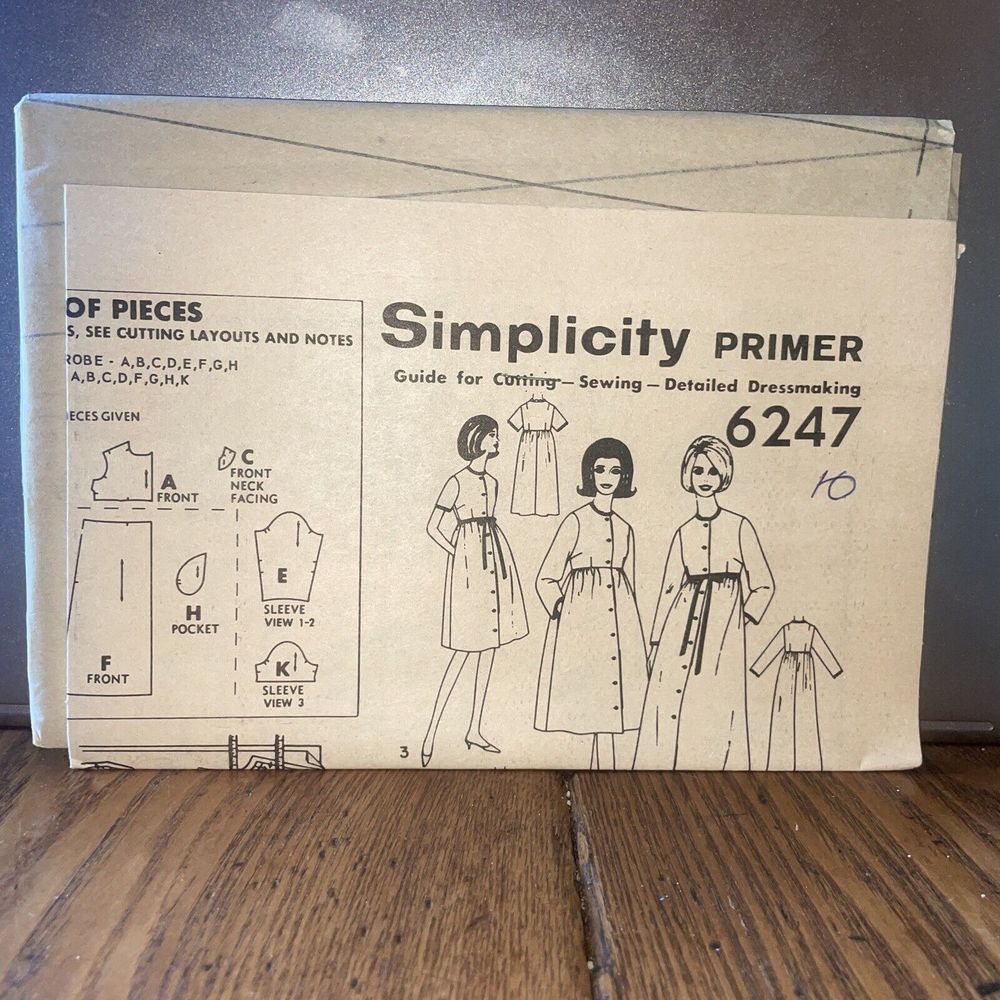 OF PIECES
S, SEE CUTTING LAYOUTS AND NOTES
ROBE - A,B,C,D,E,F,G,H
A,B,C,D,F,G,H,K
ECES GIVEN
A
FRONT
C
FRONT
NECK
FACING
E
SLEEVE
VIEW 1-2
H
POCKET
F
FRONT
K
SLEEVE
VIEW 3
Simplicity PRIMER
Guide for Cutting — Sewing — Detailed Dressmaking
6247
10
3